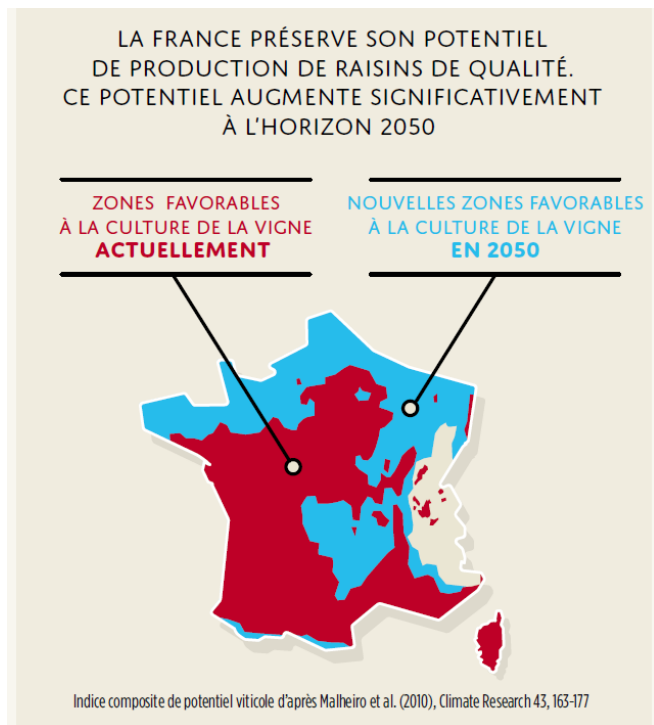 LA FRANCE PRÉSERVE SON POTENTIEL
DE PRODUCTION DE RAISINS DE QUALITÉ.
CE POTENTIEL AUGMENTE SIGNIFICATIVEMENT
À L'HORIZON 2050
ZONES FAVORABLES
À LA CULTURE DE LA VIGNE
ACTUELLEMENT
NOUVELLES ZONES FAVORABLES
À LA CULTURE DE LA VIGNE
EN 2050
Indice composite de potentiel viticole d'après Malheiro et al. (2010), Climate Research 43, 163-177